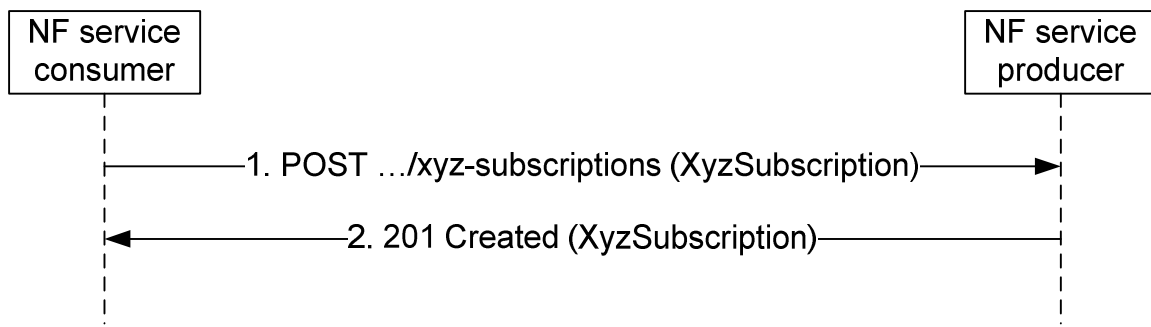 NF service
consumer
NF service
producer
1. POST …/xyz-subscriptions (XyzSubscription)
2. 201 Created (XyzSubscription)